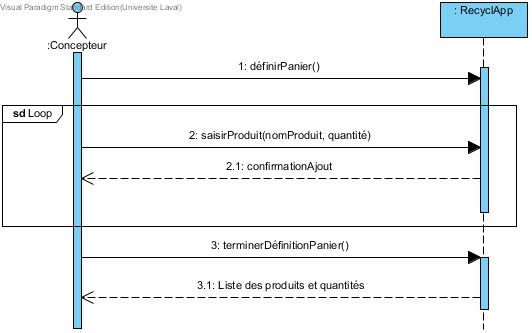 Visual Paradigm Standard Edition(Universite Laval)
:Concepteur
: RecyclApp
1: définirPanier()
sd Loop
2: saisirProduit(nomProduit, quantité)
2.1: confirmationAjout
3: terminerDéfinitionPanier()
3.1: Liste des produits et quantités